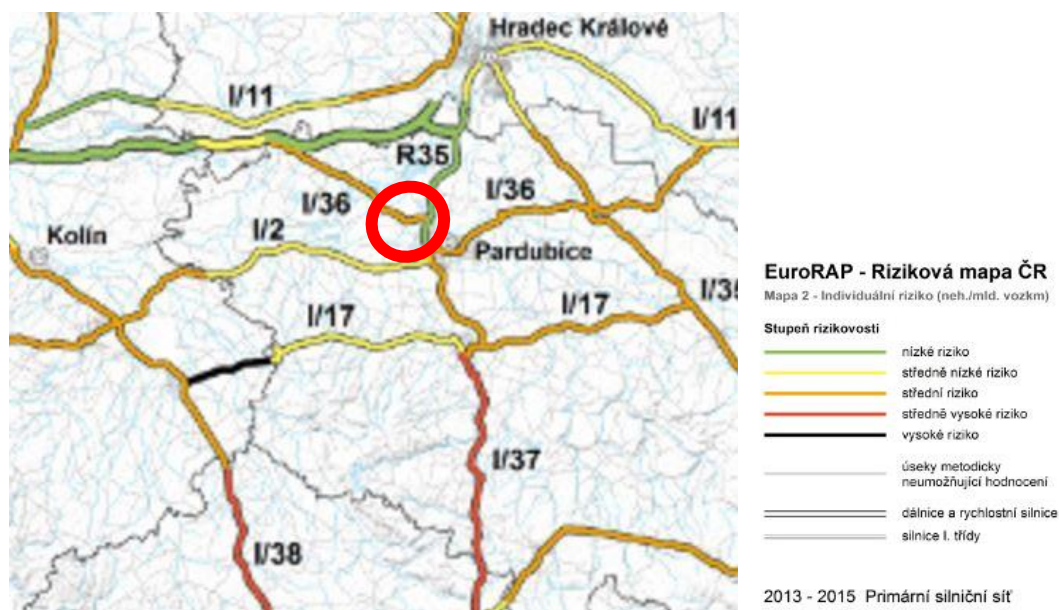 Hradec Králové
I/11
I/11
R35
I/36
I/36
I/2
Kolín
Pardubice
I/17
I/17
I/35
I/37
I/38
EuroRAP - Riziková mapa ČR
Mapa 2 - Individuální riziko (neh./mld. vozkm)
Stupeň rizikovosti
nízké riziko
středně nízké riziko
střední riziko
středně vysoké riziko
vysoké riziko
úseky metodicky
neumožňující hodnocení
dálnice a rychlostní silnice
silnice I. třídy
2013 - 2015 Primární silniční síť